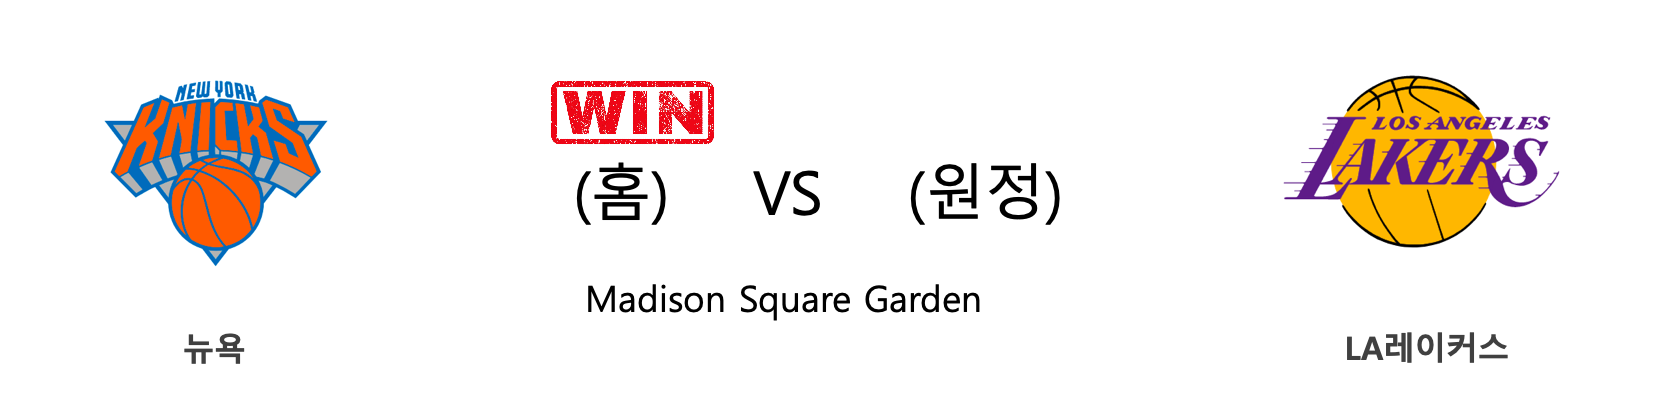 NEW YORK
KNICKS
WIN
(홈) VS (원정)
Madison Square Garden
LOS ANGELES
LAKERS
뉴욕
LA레이커스